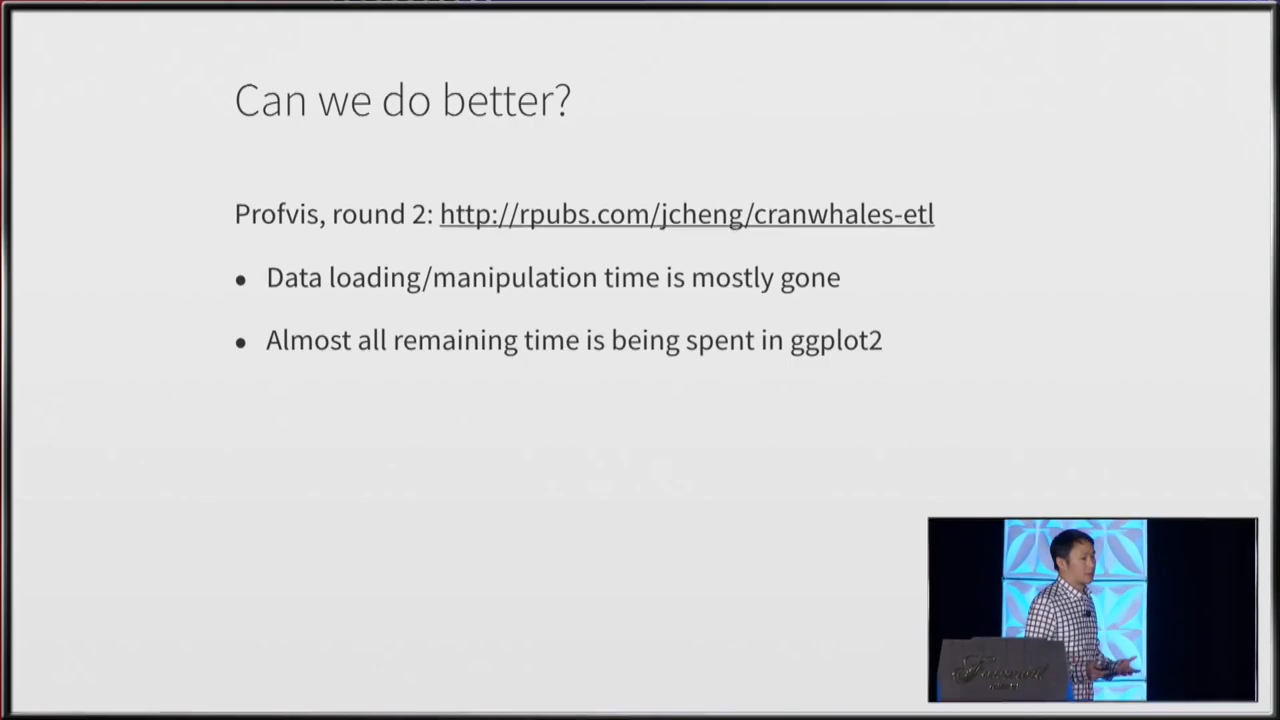 Can we do better?
Profvis, round 2: http://rpubs.com/jcheng/cranwhales-etl
• Data loading/manipulation time is mostly gone
• Almost all remaining time is being spent in ggplot2